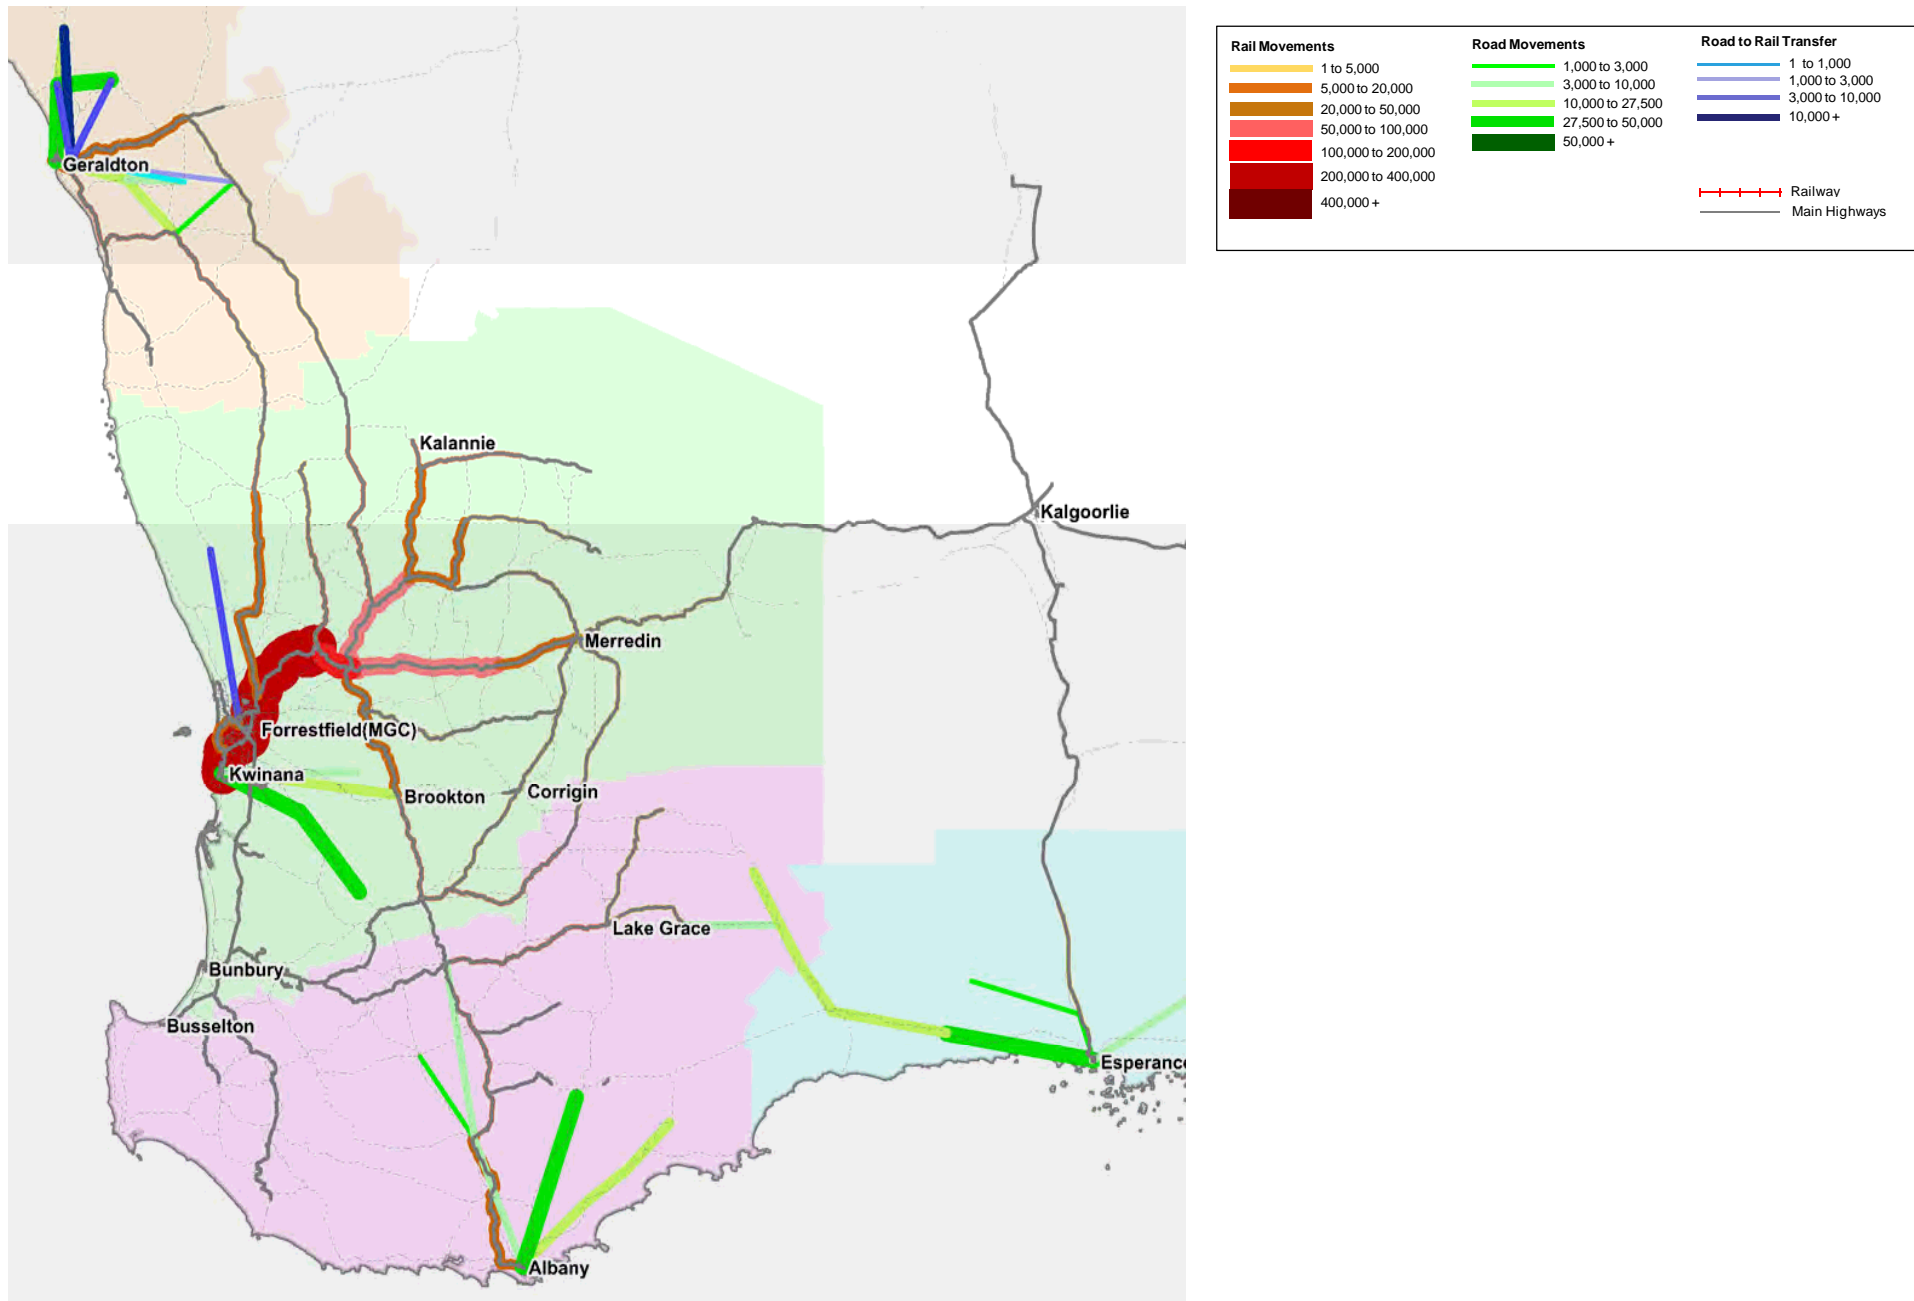 Geraldton
Kalannie
Kalgoorlie
Merredin
Forrestfield(MGC)
Kwinana
Brookton
Corrigin
Lake Grace
Bunbury
Busselton
Esperance
Albany
Rail Movements
1 to 5,000
5,000 to 20,000
20,000 to 50,000
50,000 to 100,000
100,000 to 200,000
200,000 to 400,000
400,000 +
Road Movements
1,000 to 3,000
3,000 to 10,000
10,000 to 27,500
27,500 to 50,000
50,000 +
Road to Rail Transfer
1 to 1,000
1,000 to 3,000
3,000 to 10,000
10,000 +
Railway
Main Highways